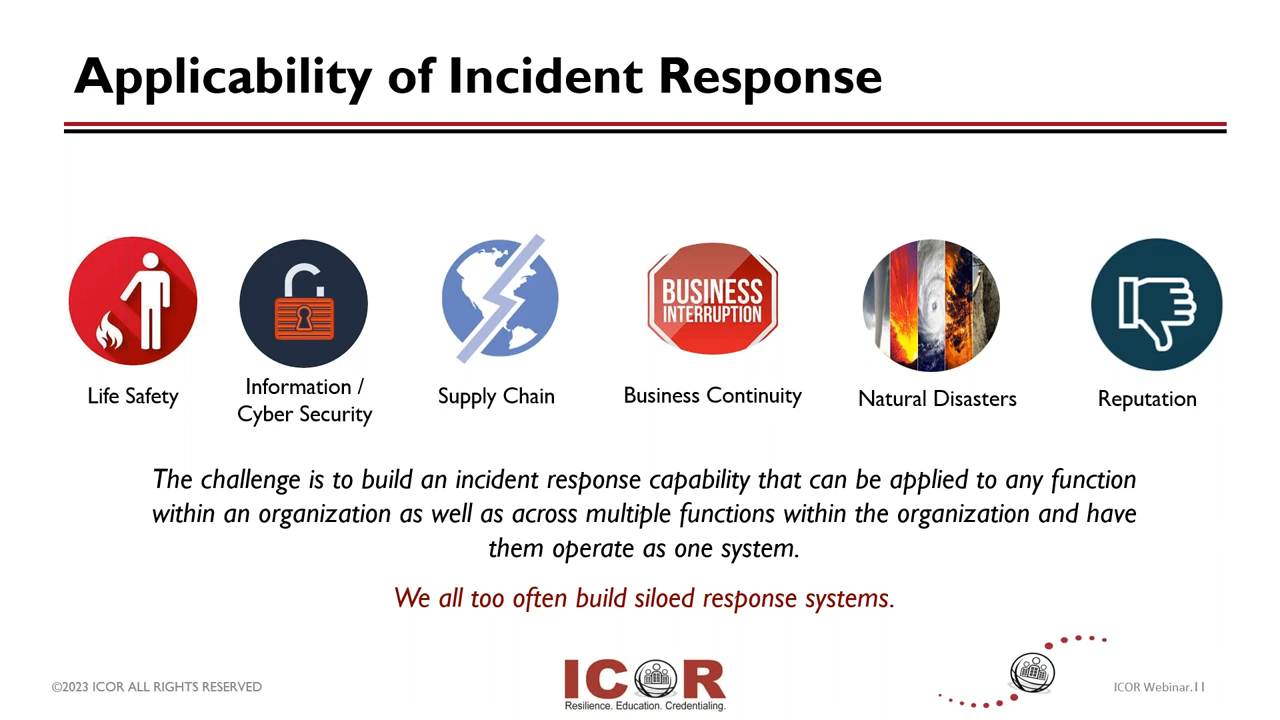 Applicability of Incident Response
BUSINESS
INTERRUPTION
Life Safety
Information /
Cyber Security
Supply Chain
Business Continuity
Natural Disasters
Reputation
The challenge is to build an incident response capability that can be applied to any function
within an organization as well as across multiple functions within the organization and have
them operate as one system.
We all too often build siloed response systems.
©2023 ICOR ALL RIGHTS RESERVED
ICOR
Resilience. Education. Credentialing.
ICOR Webinar.11